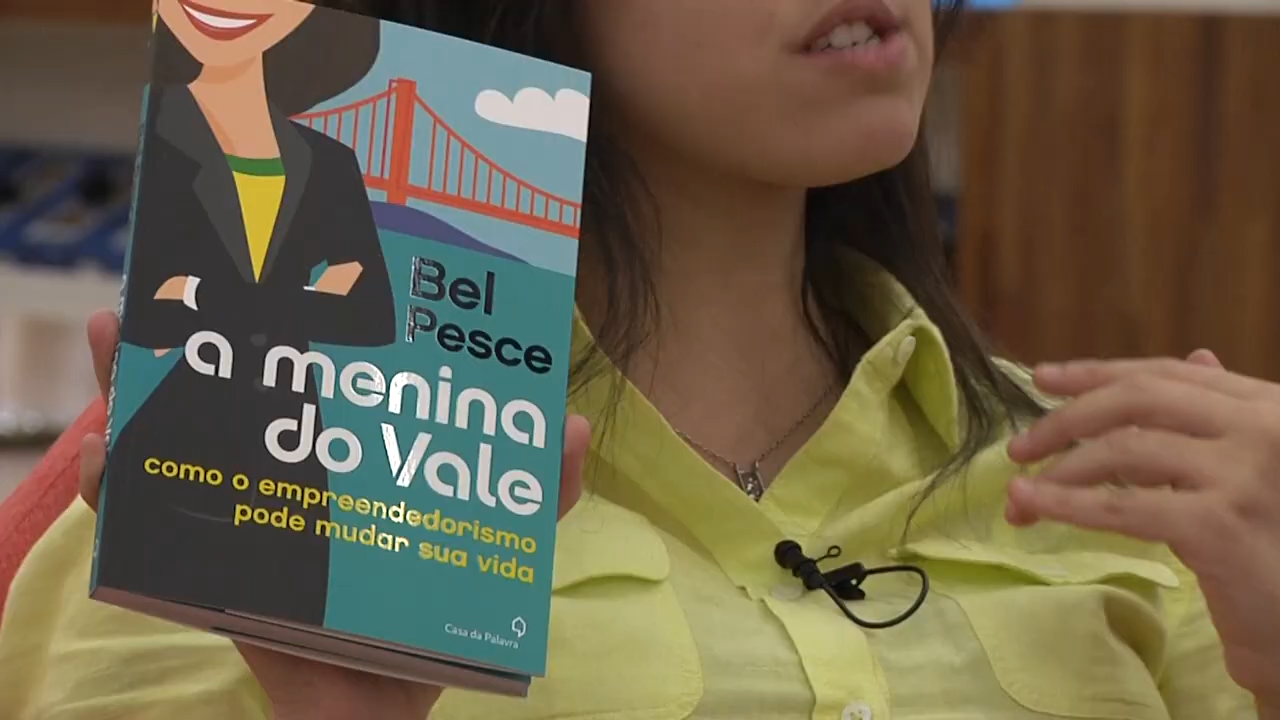 Bel
Pesce
a menina
do Vale
como o empreendedorismo
pode mudar sua vida
Casa da Palavra